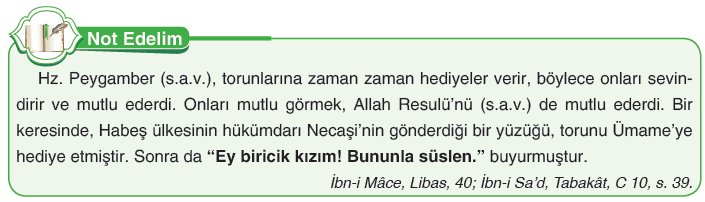 Not Edelim
Hz. Peygamber (s.a.v.), torunlarına zaman zaman hediyeler verir, böylece onları sevin-
dirir ve mutlu ederdi. Onları mutlu görmek, Allah Resulü’nü (s.a.v.) de mutlu ederdi. Bir
keresinde, Habeş ülkesinin hükümdarı Necaşi’nin gönderdiği bir yüzüğü, torunu Ümame’ye
hediye etmiştir. Sonra da “Ey biricik kızım! Bununla süslen.” buyurmuştur.
İbn-i Mâce, Libas, 40; İbn-i Sa’d, Tabakât, C 10, s. 39.